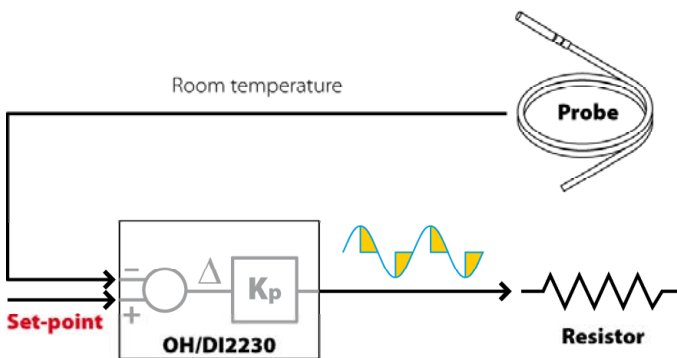 Room temperature
Probe
−
Δ
Kp
+
Set-point
OH/DI2230
Resistor